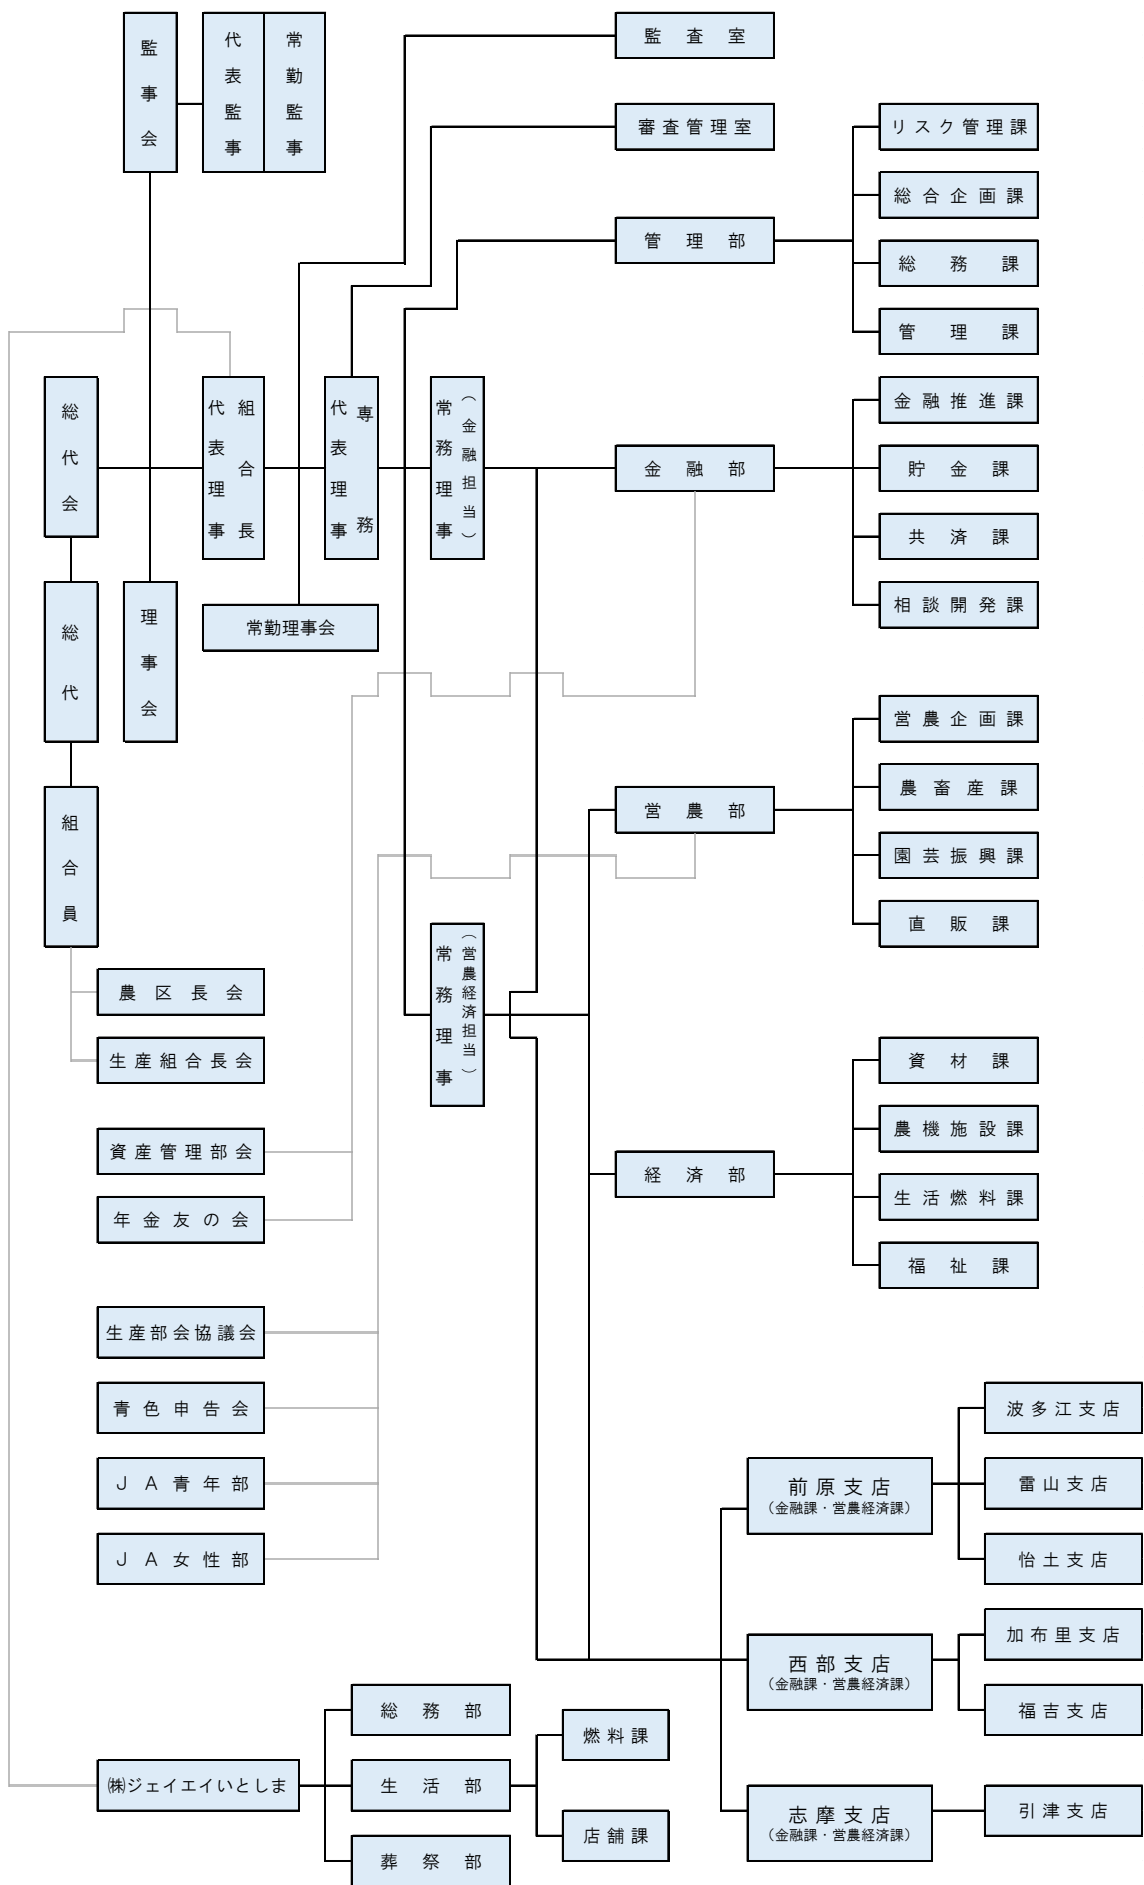 監事会
代表監事
常勤監事
監査室
審査管理室
管理部
リスク管理課
総合企画課
総務課
管理課
総代会
代表理事
組合長
代表理事
専務
常務理事
（金融担当）
金融部
金融推進課
貯金課
共済課
相談開発課
総代
理事会
常勤理事会
組合員
営農部
営農企画課
農畜産課
園芸振興課
直販課
常務理事
（営農経済担当）
農区長会
生産組合長会
経済部
資材課
農機施設課
生活燃料課
福祉課
資産管理部会
年金友の会
生産部会協議会
青色申告会
ＪＡ青年部
ＪＡ女性部
前原支店
（金融課・営農経済課）
波多江支店
雷山支店
怡土支店
西部支店
（金融課・営農経済課）
加布里支店
福吉支店
志摩支店
（金融課・営農経済課）
引津支店
㈱ジェイエイいとしま
総務部
生活部
葬祭部
燃料課
店舗課